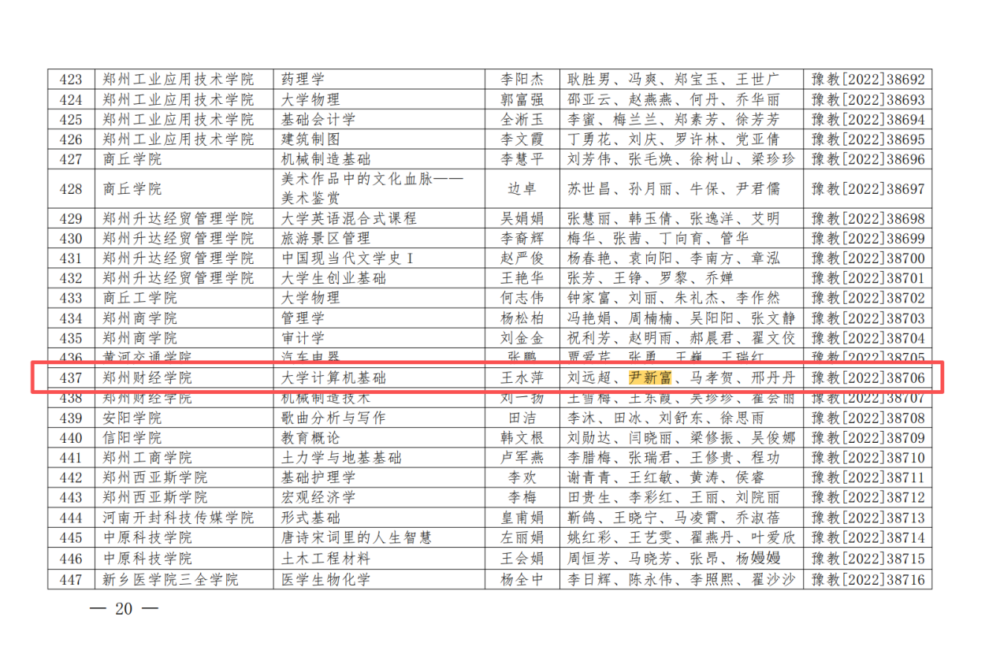 423 郑州工业应用技术学院 药理学 李阳杰 耿胜男、冯爽、郑宝玉、王世广 豫教[2022]38692
424 郑州工业应用技术学院 大学物理 郭富强 邵亚云、赵燕燕、何丹、乔华丽 豫教[2022]38693
425 郑州工业应用技术学院 基础会计学 全淅玉 李蜜、梅兰兰、郑素芳、徐芳芳 豫教[2022]38694
426 郑州工业应用技术学院 建筑制图 李文霞 丁勇花、刘庆、罗许林、党亚倩 豫教[2022]38695
427 商丘学院 机械制造基础 李慧平 刘芳伟、张毛焕、徐树山、梁珍珍 豫教[2022]38696
428 商丘学院 美术作品中的文化血脉——
美术鉴赏 边卓 苏世昌、孙月丽、牛保、尹君儒 豫教[2022]38697
429 郑州升达经贸管理学院 大学英语混合式课程 吴娟娟 张慧丽、韩玉倩、张逸洋、艾明 豫教[2022]38698
430 郑州升达经贸管理学院 旅游景区管理 李裔辉 梅华、张茜、丁向育、管华 豫教[2022]38699
431 郑州升达经贸管理学院 中国现当代文学史Ⅰ 赵严俊 杨春艳、袁向阳、李南方、章泓 豫教[2022]38700
432 郑州升达经贸管理学院 大学生创业基础 王艳华 张芳、王铮、罗黎、乔婵 豫教[2022]38701
433 商丘工学院 大学物理 何志伟 钟家富、刘丽、朱礼杰、李作然 豫教[2022]38702
434 郑州商学院 管理学 杨松柏 冯艳娟、周楠楠、吴阳阳、张文静 豫教[2022]38703
435 郑州商学院 审计学 刘金金 祝利芳、赵明雨、郝晨君、翟文佼 豫教[2022]38704
436 黄河交通学院 汽车电器 张鹏 贾爱芹、张勇、王巍、王瑞红 豫教[2022]38705
437 郑州财经学院 大学计算机基础 王水萍 刘远超、尹新富、马孝贺、邢丹丹 豫教[2022]38706
438 郑州财经学院 机械制造技术 刘一扬 王雪梅、王东霞、吴珍珍、翟会丽 豫教[2022]38707
439 安阳学院 歌曲分析与写作 田洁 李沐、田冰、刘舒东、徐思雨 豫教[2022]38708
440 信阳学院 教育概论 韩文根 刘勋达、闫晓丽、梁修振、吴俊娜 豫教[2022]38709
441 郑州工商学院 土力学与地基基础 卢军燕 李腊梅、张瑞君、王修贵、程功 豫教[2022]38710
442 郑州西亚斯学院 基础护理学 李欢 谢青青、王红敏、黄涛、侯睿 豫教[2022]38711
443 郑州西亚斯学院 宏观经济学 李梅 田贵生、李彩红、王丽、刘院丽 豫教[2022]38712
444 河南开封科技传媒学院 形式基础 皇甫娟 靳鸽、王晓宁、马凌霄、乔淑蓓 豫教[2022]38713
445 中原科技学院 唐诗宋词里的人生智慧 左丽娟 姚红彩、王艺雯、翟燕丹、叶爱欣 豫教[2022]38714
446 中原科技学院 土木工程材料 王会娟 周恒芳、马晓芳、张昂、杨嫚嫚 豫教[2022]38715
447 新乡医学院三全学院 医学生物化学 杨全中 李日辉、陈永伟、李照熙、翟沙沙 豫教[2022]38716
— 20 —